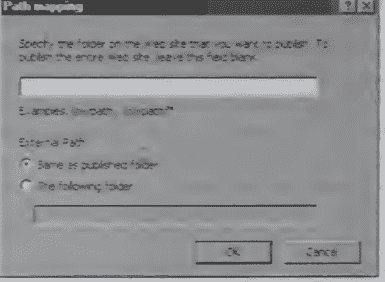 Path mapping
Specify the folder on the web site that you want to publish. To
publish the entire web site, leave this field blank.
Examples:
External Path
Same as published folder
The following folder
OK
Cancel